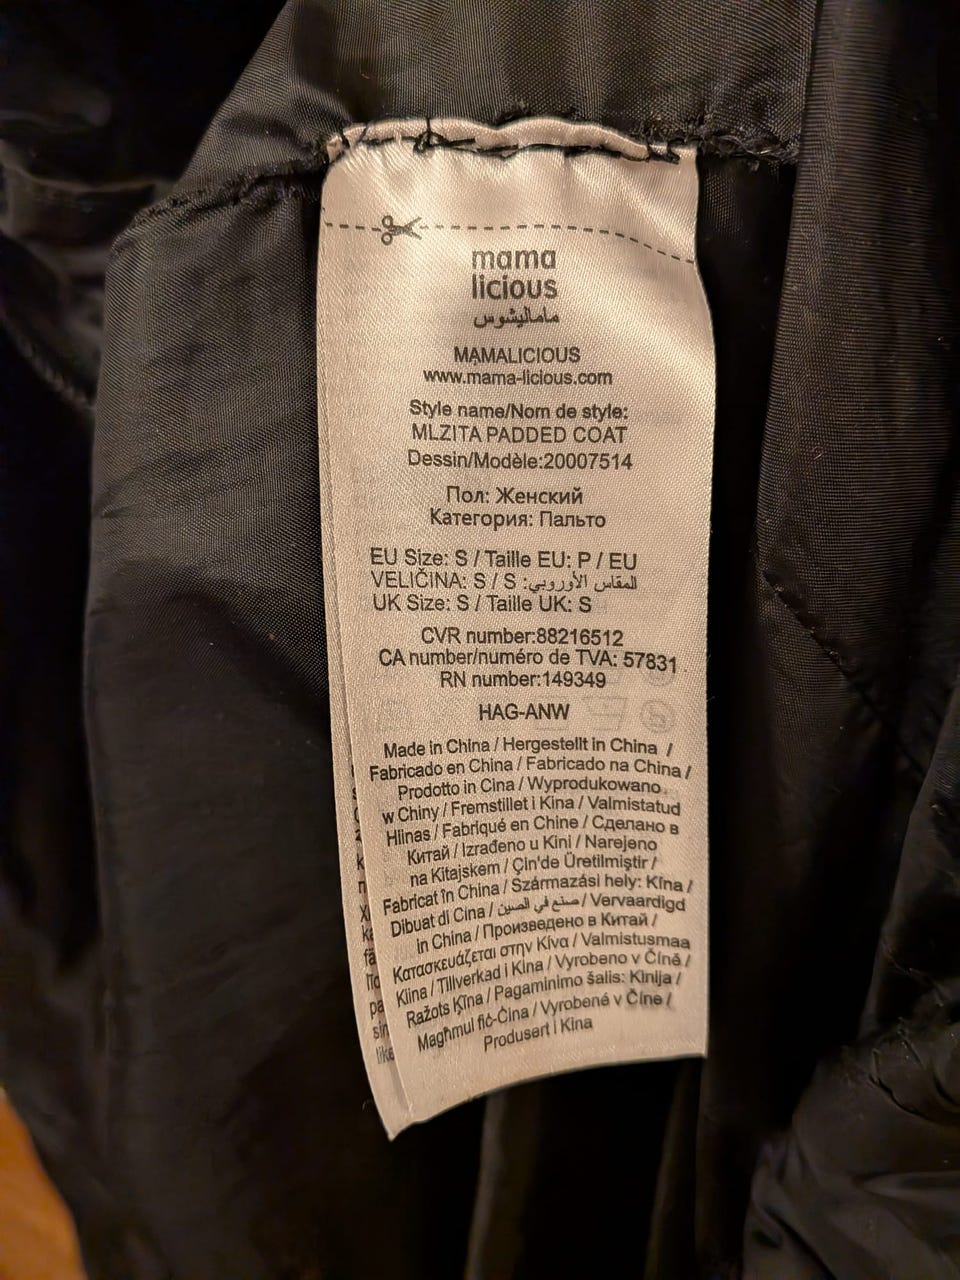 mama
licious
ماماليشوس
MAMALICIOUS
www.mama-licious.com
Style name/Nom de style:
MLZITA PADDED COAT
Dessin/Modèle:20007514
Пол: Женский
Категория: Пальто
EU Size: S / Taille EU: P / EU
VELIČINA: S / S :المقاس الأوروبي
UK Size: S / Taille UK: S
CVR number:88216512
CA number/numéro de TVA: 57831
RN number:149349
HAG-ANW
Made in China / Hergestellt in China /
Fabricado en China / Fabricado na China /
Prodotto in Cina / Wyprodukowano
w Chiny / Fremstillet i Kina / Valmistatud
Hiinas / Fabriqué en Chine / Сделано в
Китай / Izrađeno u Kini / Narejeno
na Kitajskem / Çin'de Üretilmiştir /
Fabricat în China / Származási hely: Kína /
Dibuat di Cina / صنع في الصين / Vervaardigd
in China / Произведено в Китай /
Κατασκευάζεται στην Κίνα / Valmistusmaa
Kiina / Tillverkad i Kina / Vyrobeno v Číně /
Ražots Ķīna / Pagaminimo šalis: Kinija /
Magħmul fiċ-Ċina / Vyrobené v Číne /
Produsert i Kina